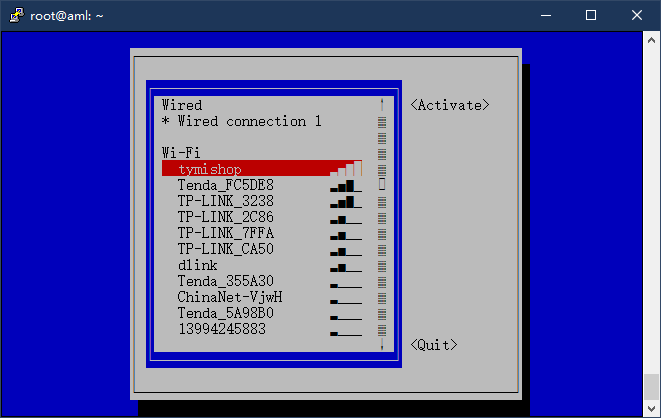 root@aml: ~
Wired
* Wired connection 1
<Activate>
Wi-Fi
tymishop
Tenda_FC5DE8
TP-LINK_3238
TP-LINK_2C86
TP-LINK_7FFA
TP-LINK_CA50
dlink
Tenda_355A30
ChinaNet-VjwH
Tenda_5A98B0
13994245883
<Quit>